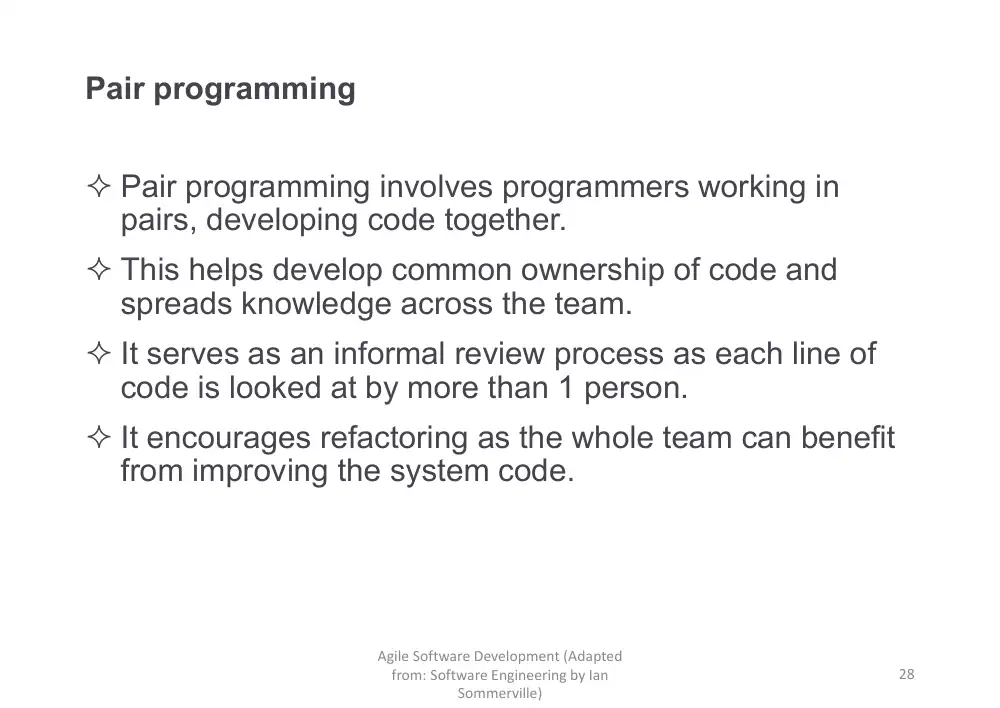 Pair programming
✧ Pair programming involves programmers working in
pairs, developing code together.
✧ This helps develop common ownership of code and
spreads knowledge across the team.
✧ It serves as an informal review process as each line of
code is looked at by more than 1 person.
✧ It encourages refactoring as the whole team can benefit
from improving the system code.
Agile Software Development (Adapted
from: Software Engineering by Ian
Sommerville)
28